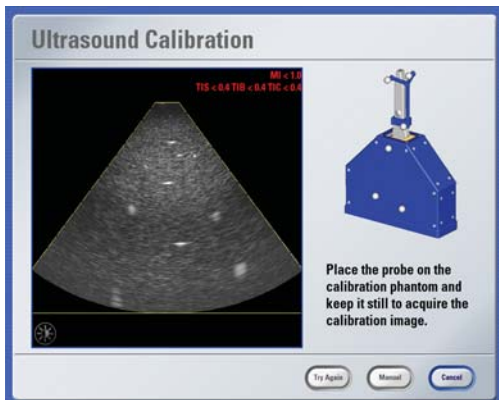 Ultrasound Calibration
MI < 1.0
TIS < 0.4 TIB < 0.4 TIC < 0.4
Place the probe on the
calibration phantom and
keep it still to acquire the
calibration image.
Try Again
Manual
Cancel